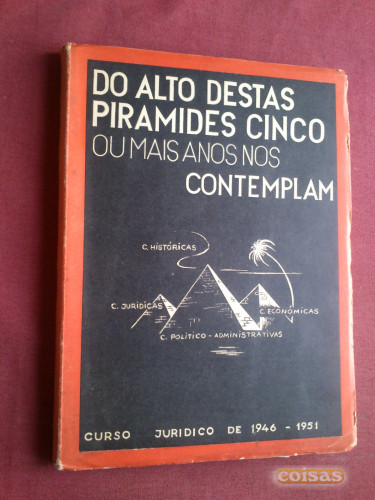 DO ALTO DESTAS
PIRAMIDES CINCO
OU MAIS ANOS NOS
CONTEMPLAM
C. HISTÓRICAS
C. JURÍDICAS
C. ECONÓMICAS
C. POLÍTICO - ADMINISTRATIVAS
CURSO JURIDICO DE 1946 - 1951
coisas